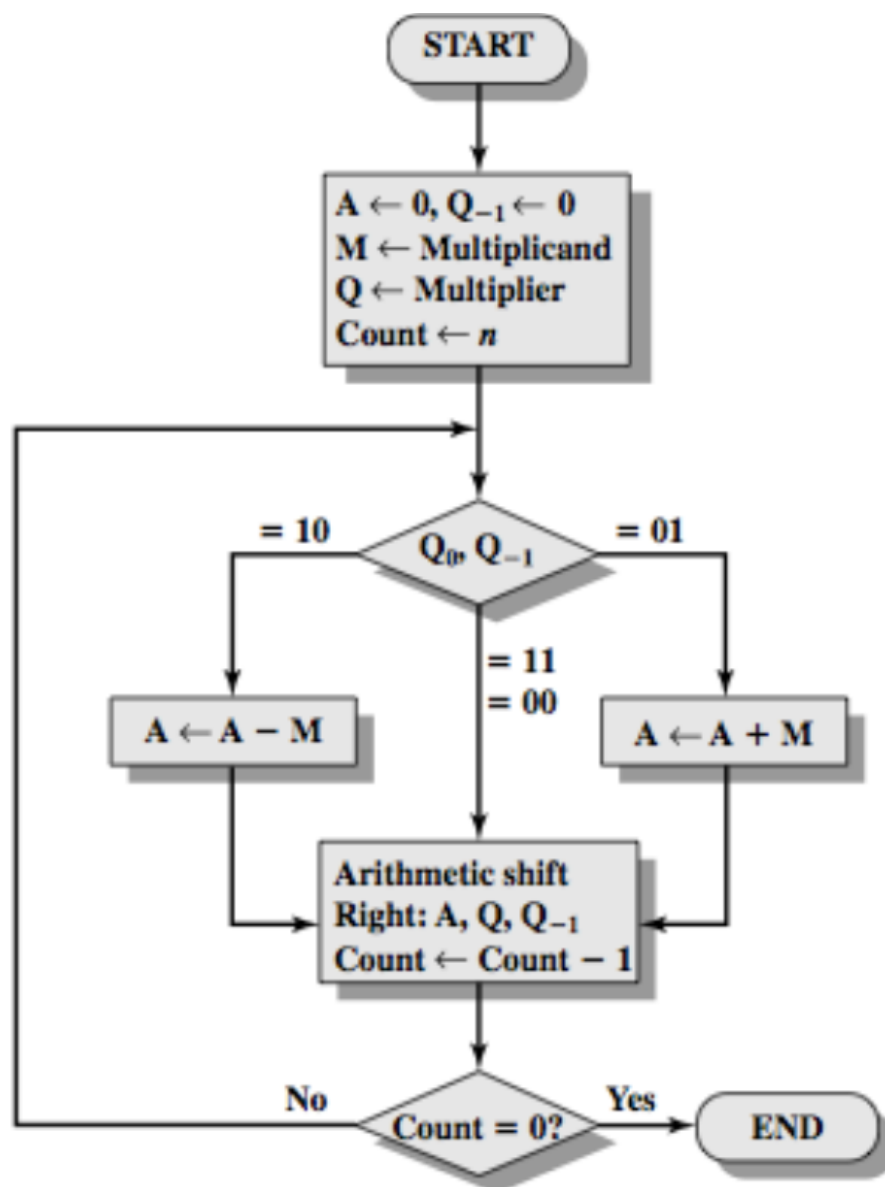 START
A ← 0, Q₋₁ ← 0
M ← Multiplicand
Q ← Multiplier
Count ← n
= 10
Q₀, Q₋₁
= 01
= 11
= 00
A ← A − M
A ← A + M
Arithmetic shift
Right: A, Q, Q₋₁
Count ← Count − 1
No
Count = 0?
Yes
END